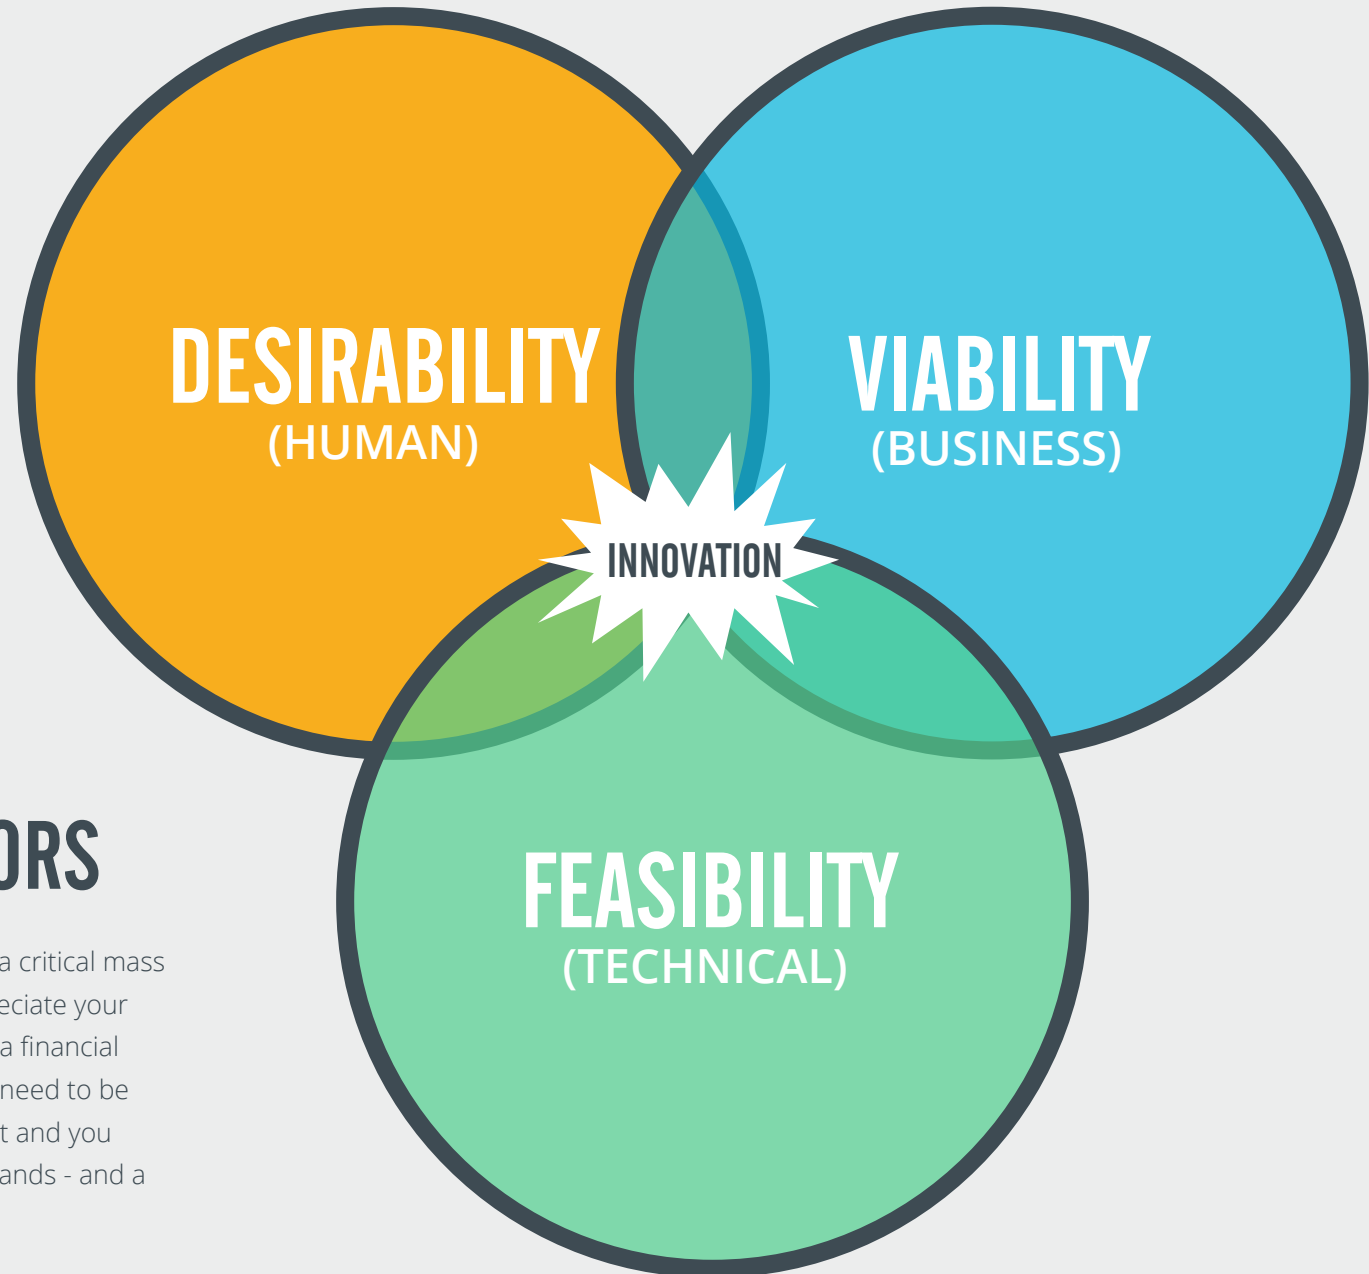 DESIRABILITY
(HUMAN)
VIABILITY
(BUSINESS)
INNOVATION
FEASIBILITY
(TECHNICAL)
ORS
a critical mass
eciate your
a financial
need to be
t and you
ands - and a